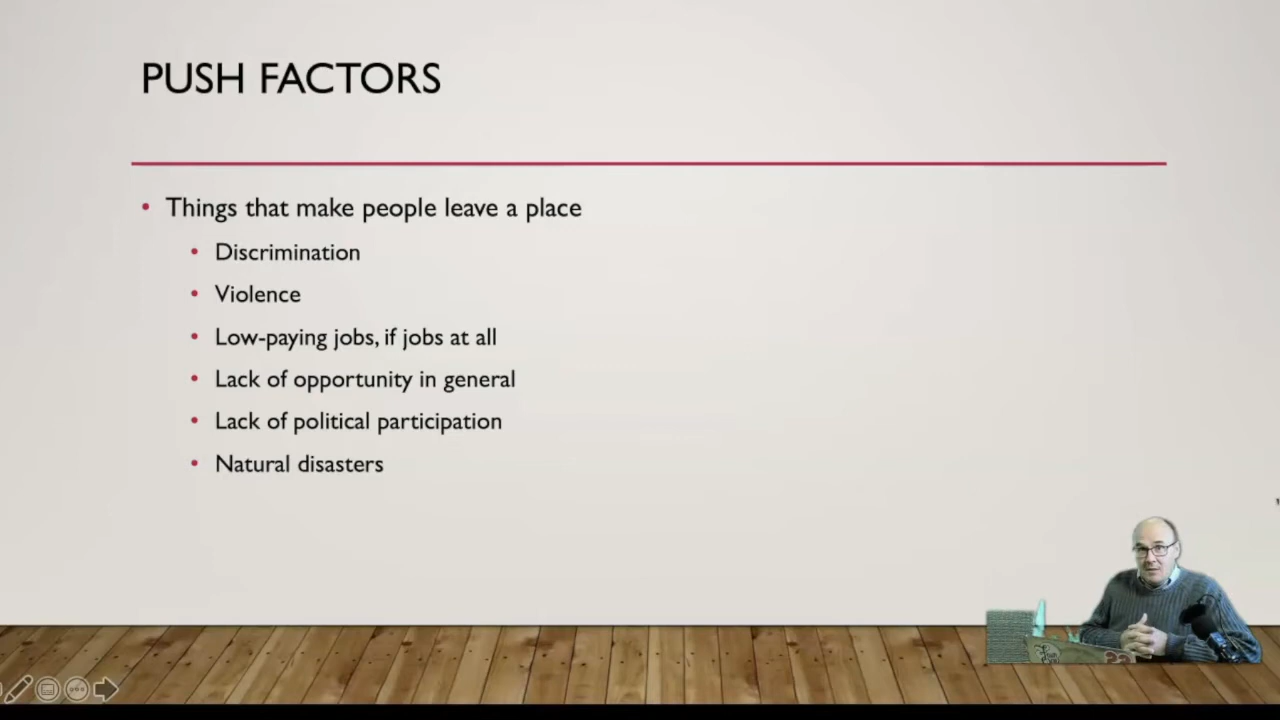 PUSH FACTORS
Things that make people leave a place
Discrimination
Violence
Low-paying jobs, if jobs at all
Lack of opportunity in general
Lack of political participation
Natural disasters